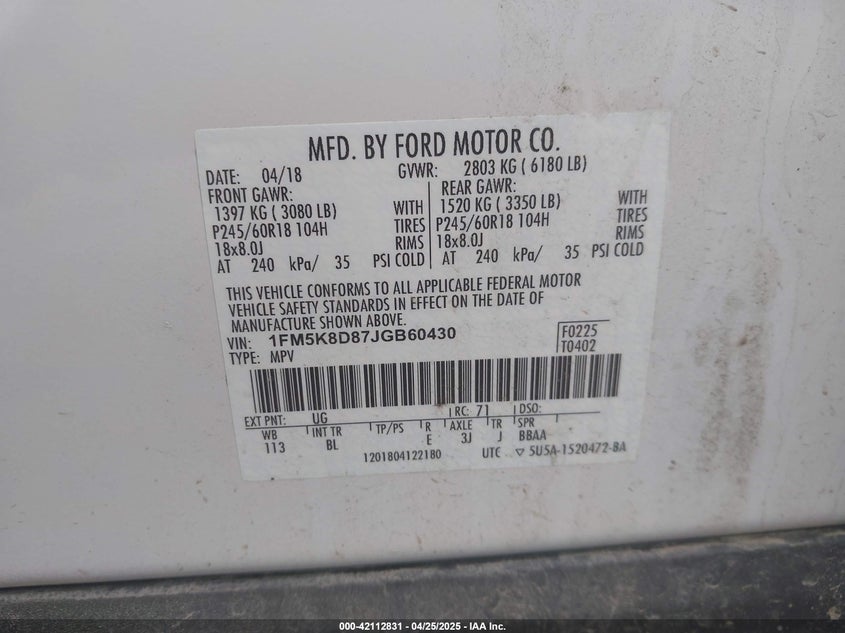 MFD. BY FORD MOTOR CO.
DATE: 04/18 GVWR: 2803 KG ( 6180 LB)
FRONT GAWR: REAR GAWR:
1397 KG ( 3080 LB) WITH 1520 KG ( 3350 LB) WITH
P245/60R18 104H TIRES P245/60R18 104H TIRES
18x8.0J RIMS 18x8.0J RIMS
AT 240 kPa/ 35 PSI COLD AT 240 kPa/ 35 PSI COLD
THIS VEHICLE CONFORMS TO ALL APPLICABLE FEDERAL MOTOR
VEHICLE SAFETY STANDARDS IN EFFECT ON THE DATE OF
MANUFACTURE SHOWN ABOVE.
VIN: 1FM5K8D87JGB60430 F0225
TYPE: MPV T0402
EXT PNT: UG RC: 71 DSO:
WB INT TR TP/PS R AXLE TR SPR
113 BL E 3J J BBAA
1201804122180 UTC ▽ 5U5A-1520472-BA
000-42112831 - 04/25/2025 - IAA Inc.